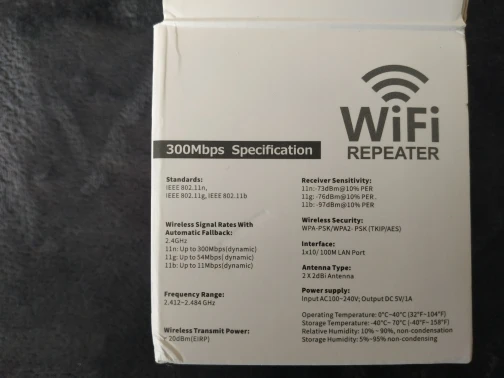 WiFi
REPEATER
300Mbps Specification
Standards:
IEEE 802.11n,
IEEE 802.11g, IEEE 802.11b
Wireless Signal Rates With
Automatic Fallback:
2.4GHz
11n: Up to 300Mbps(dynamic)
11g: Up to 54Mbps(dynamic)
11b: Up to 11Mbps(dynamic)
Frequency Range:
2.412-2.484 GHz
Wireless Transmit Power:
20dBm(EIRP)
Receiver Sensitivity:
11n:-73dBm@10% PER
11g: -76dBm@10% PER
11b: -97dBm@10% PER
Wireless Security:
WPA-PSK/WPA2- PSK (TKIP/AES)
Interface:
1x10/ 100M LAN Port
Antenna Type:
2 X 2dBi Antenna
Power supply:
Input AC100~240V; Output DC 5V/1A
Operating Temperature: 0°C~40°C (32°F~104°F)
Storage Temperature: -40°C~ 70°C (-40°F~158°F)
Relative Humidity: 10% ~ 90%, non-condensation
Storage Humidity: 5%~95% non-condensing